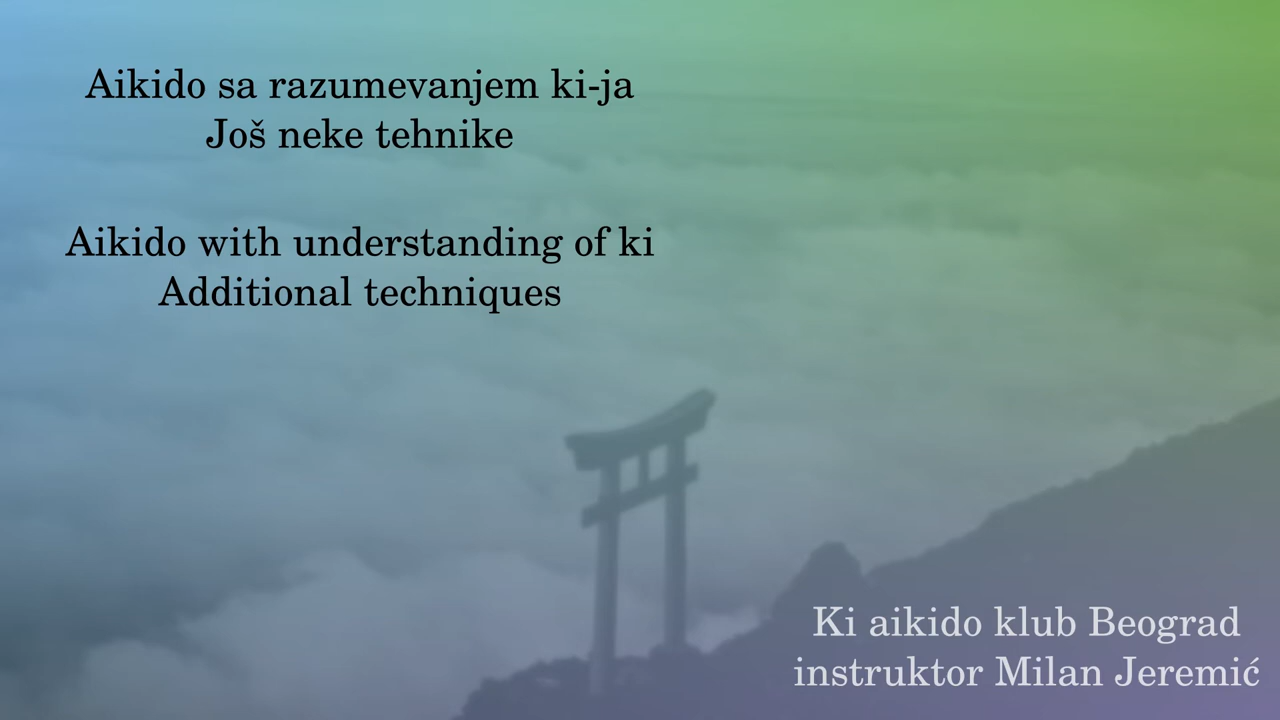 Aikido sa razumevanjem ki-ja
Još neke tehnike
Aikido with understanding of ki
Additional techniques
Ki aikido klub Beograd
instruktor Milan Jeremić